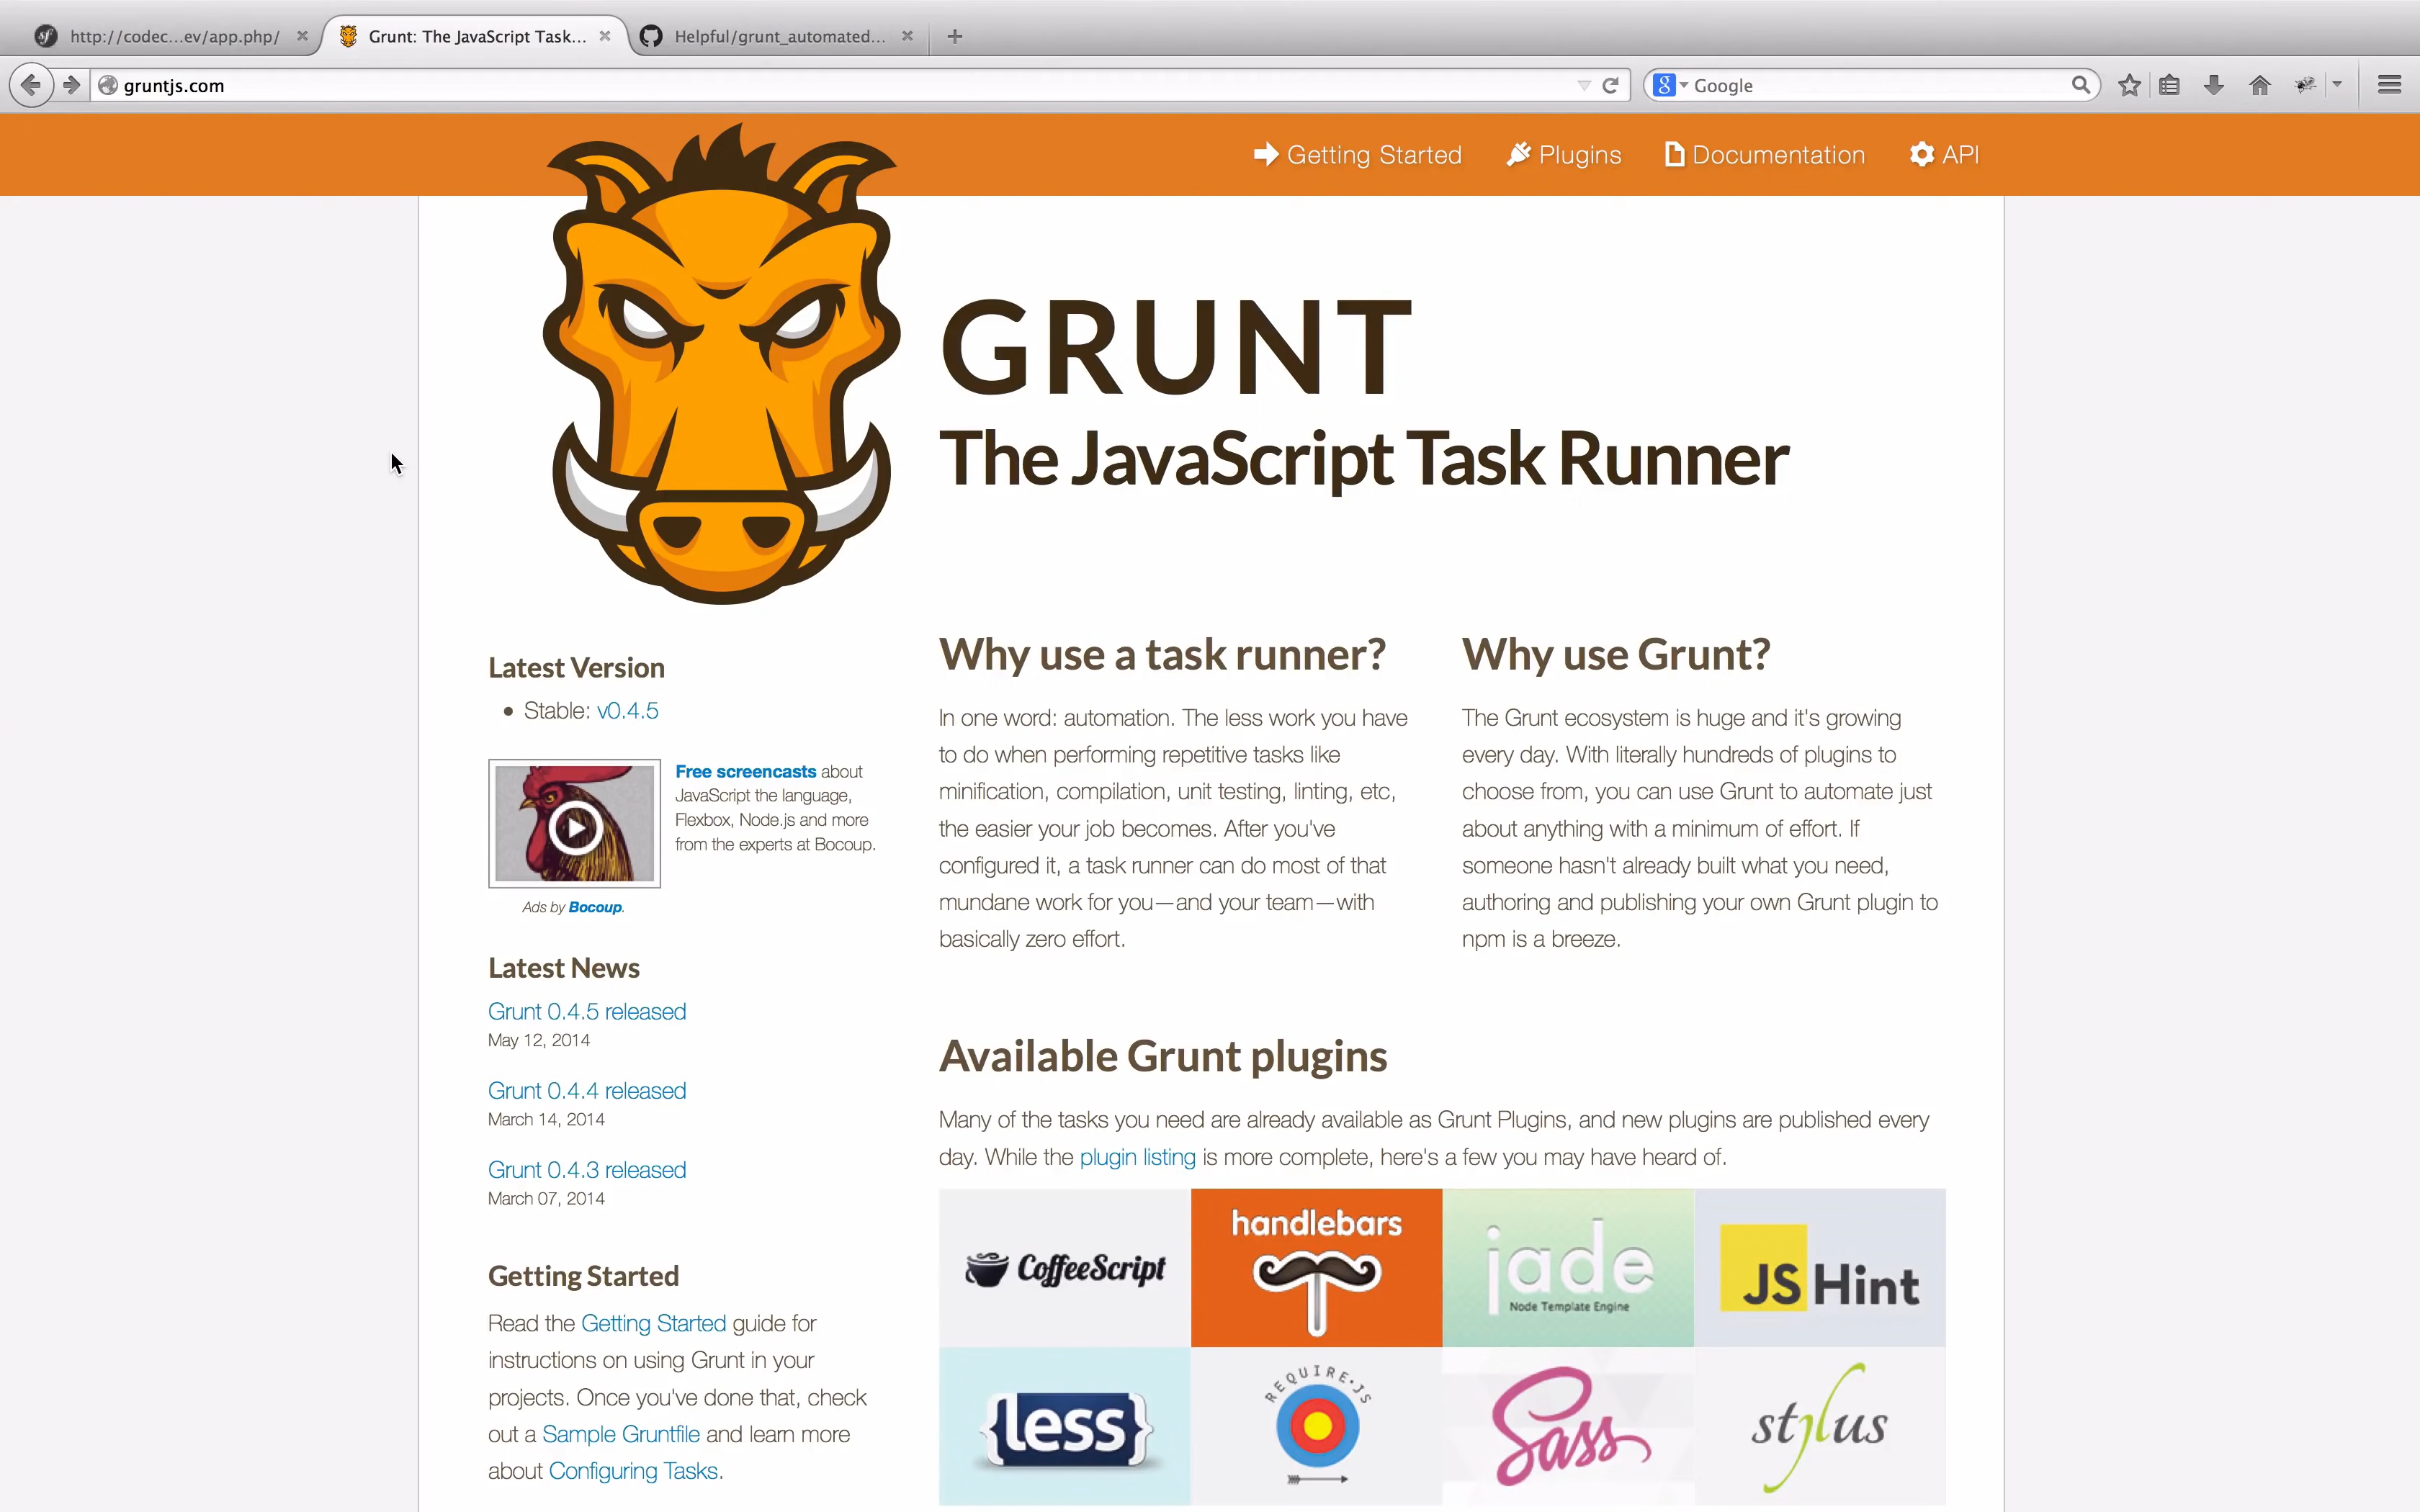 http://codec...ev/app.php/
Grunt: The JavaScript Task...
Helpful/grunt_automated...
gruntjs.com
Google
Getting Started
Plugins
Documentation
API
GRUNT
The JavaScript Task Runner
Latest Version
Stable: v0.4.5
Free screencasts about
JavaScript the language,
Flexbox, Node.js and more
from the experts at Bocoup.
Ads by Bocoup.
Latest News
Grunt 0.4.5 released
May 12, 2014
Grunt 0.4.4 released
March 14, 2014
Grunt 0.4.3 released
March 07, 2014
Getting Started
Read the Getting Started guide for
instructions on using Grunt in your
projects. Once you've done that, check
out a Sample Gruntfile and learn more
about Configuring Tasks.
Why use a task runner?
In one word: automation. The less work you have
to do when performing repetitive tasks like
minification, compilation, unit testing, linting, etc,
the easier your job becomes. After you've
configured it, a task runner can do most of that
mundane work for you—and your team—with
basically zero effort.
Why use Grunt?
The Grunt ecosystem is huge and it's growing
every day. With literally hundreds of plugins to
choose from, you can use Grunt to automate just
about anything with a minimum of effort. If
someone hasn't already built what you need,
authoring and publishing your own Grunt plugin to
npm is a breeze.
Available Grunt plugins
Many of the tasks you need are already available as Grunt Plugins, and new plugins are published every
day. While the plugin listing is more complete, here's a few you may have heard of.
CoffeeScript
handlebars
jade
Node Template Engine
JSHint
{less}
REQUIRE·JS
Sass
stylus